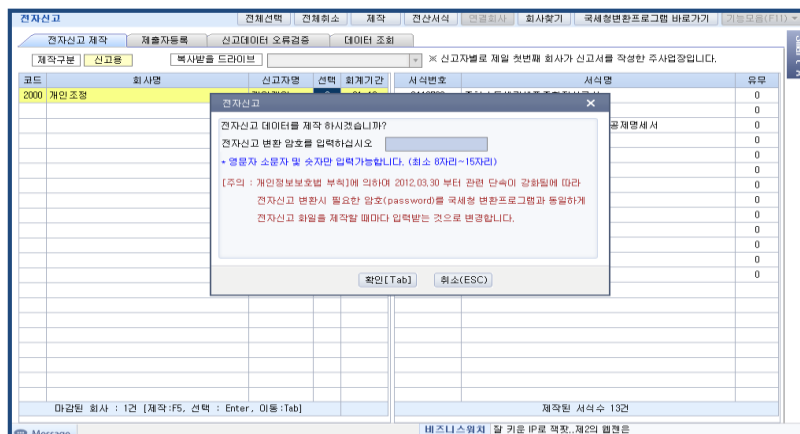 전자신고
전체선택 전체취소 제작 전산서식 연결회사 회사찾기 국세청변환프로그램 바로가기 기능모음(F11)
전자신고 제작 제출자등록 신고데이터 오류검증 데이터 조회
제작구분 신고용 복사받을 드라이브 ※ 신고자별로 제일 첫번째 회사가 신고서를 작성한 주사업장입니다.
코드 회사명 신고자명 선택 회계기간 서식번호 서식명 유무
2000 개인조정 0
0
공제명세서 0
0
0
0
0
0
0
0
0
0
0
전자신고
전자신고 데이터를 제작 하시겠습니까?
전자신고 변환 암호를 입력하십시오
* 영문자 소문자 및 숫자만 입력가능합니다. (최소 8자리~15자리)
[주의 : 개인정보보호법 부칙]에 의하여 2012.03.30 부터 관련 단속이 강화됨에 따라
전자신고 변환시 필요한 암호(password)를 국세청 변환프로그램과 동일하게
전자신고 화일을 제작할 때마다 입력받는 것으로 변경합니다.
확인[Tab] 취소(ESC)
마감된 회사 : 1건 [제작:F5, 선택 : Enter, 이동:Tab] 제작된 서식수 13건
Message 비즈니스워치 잘 키운 IP로 잭팟..제2의 웹젠은